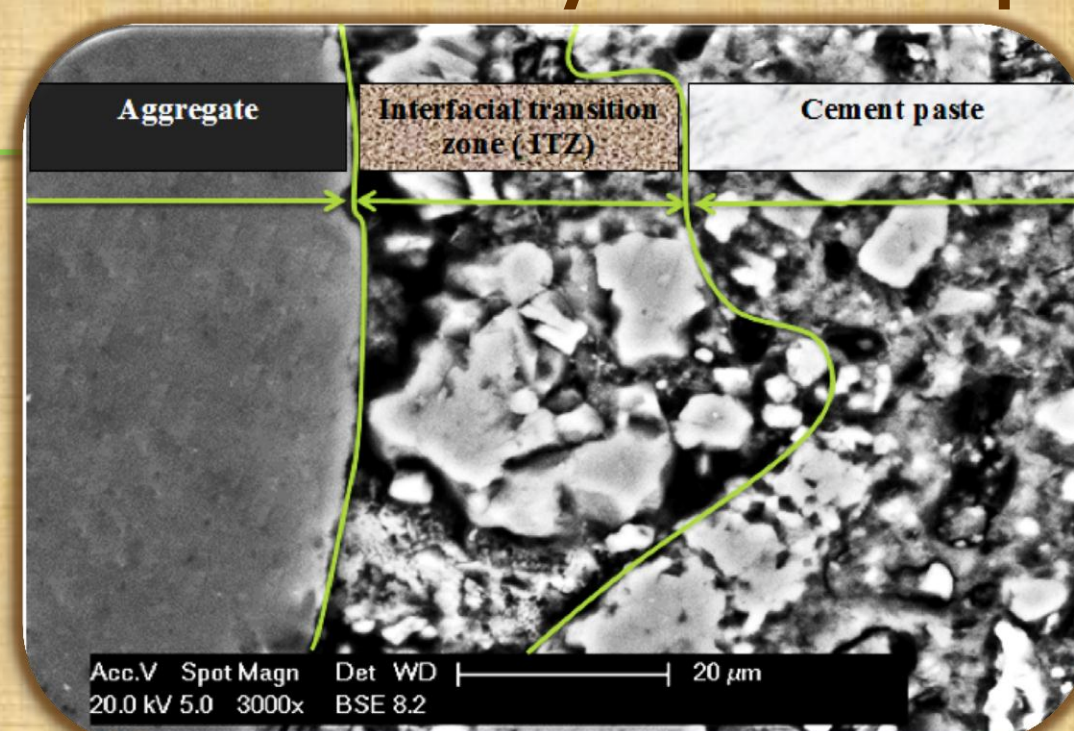 Aggregate
Interfacial transition
zone ( ITZ)
Cement paste
Acc.V Spot Magn Det WD 20 µm
20.0 kV 5.0 3000x BSE 8.2